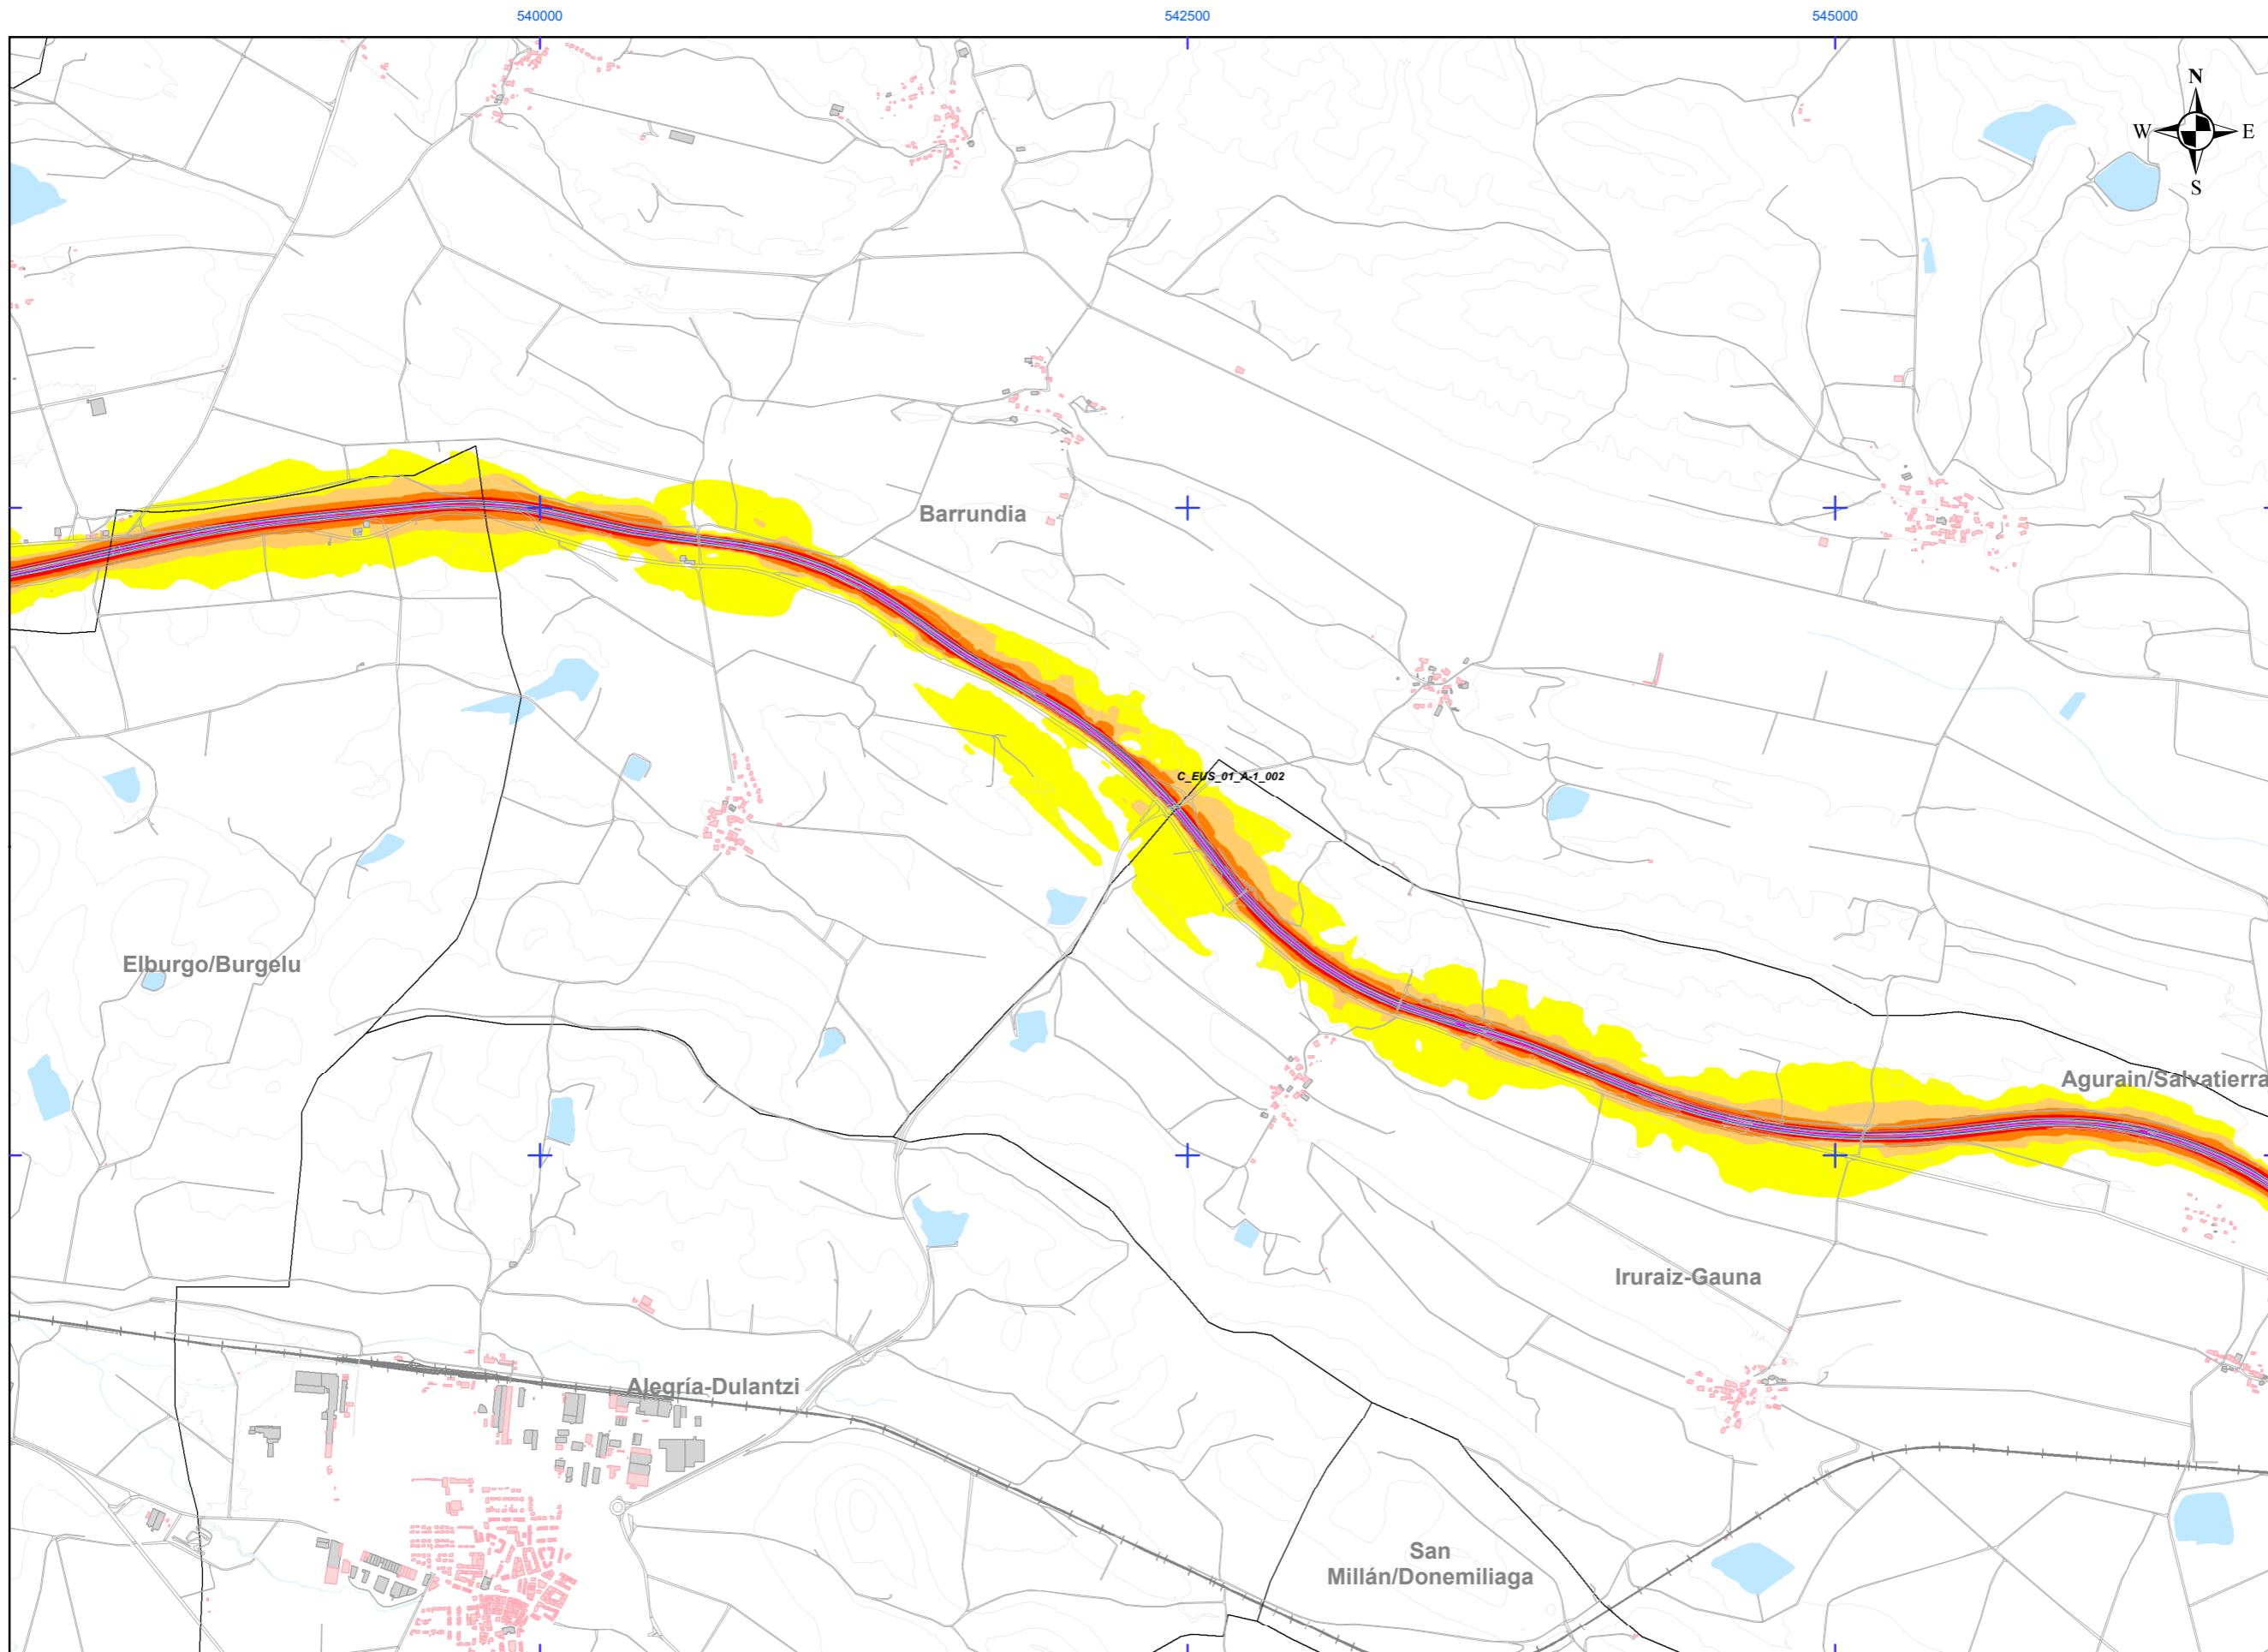 540000
542500
545000
N
W
E
S
Barrundia
C_EUS_01_A-1_002
Elburgo/Burgelu
Agurain/Salvatierra
Iruraiz-Gauna
Alegría-Dulantzi
San
Millán/Donemiliaga